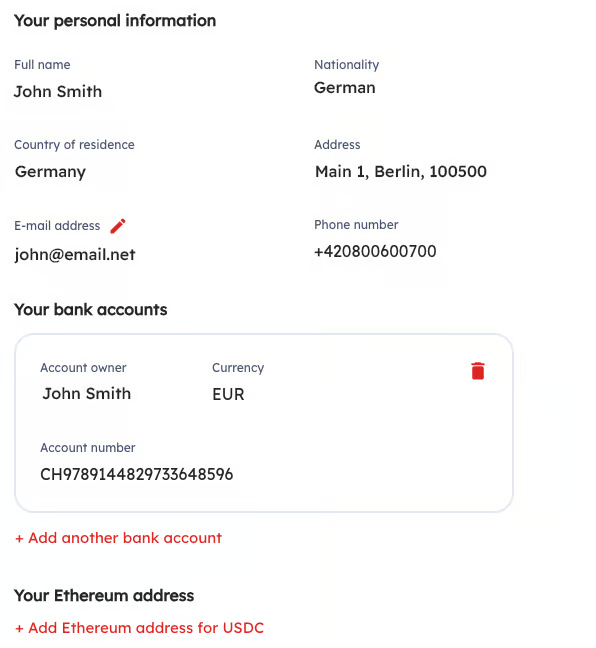 Your personal information
Full name
Nationality
John Smith
German
Country of residence
Address
Germany
Main 1, Berlin, 100500
E-mail address
Phone number
john@email.net
+420800600700
Your bank accounts
Account owner
Currency
John Smith
EUR
Account number
CH9789144829733648596
+ Add another bank account
Your Ethereum address
+ Add Ethereum address for USDC